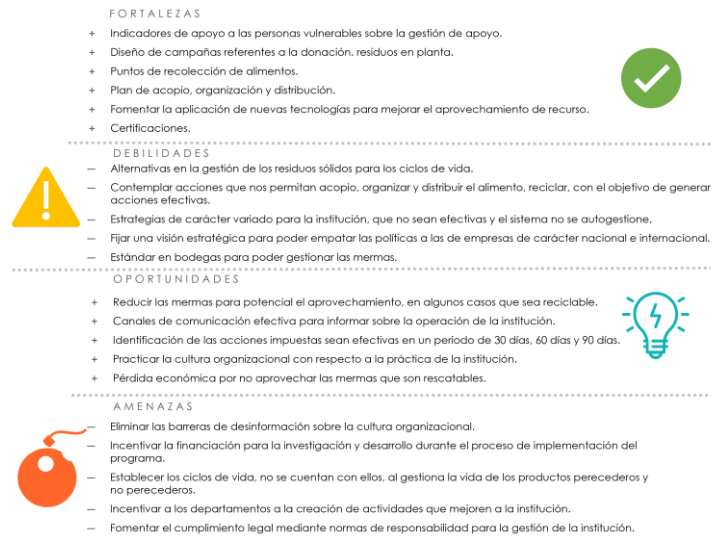 FORTALEZAS
+ Indicadores de apoyo a las personas vulnerables sobre la gestión de apoyo.
+ Diseño de campañas referentes a la donación. residuos en planta.
+ Puntos de recolección de alimentos.
+ Plan de acopio, organización y distribución.
+ Fomentar la aplicación de nuevas tecnologías para mejorar el aprovechamiento de recurso.
+ Certificaciones.
DEBILIDADES
— Alternativas en la gestión de los residuos sólidos para los ciclos de vida.
— Contemplar acciones que nos permitan acopio, organizar y distribuir el alimento, reciclar, con el objetivo de generar
acciones efectivas.
— Estrategias de carácter variado para la institución, que no sean efectivas y el sistema no se autogestione.
— Fijar una visión estratégica para poder empatar las políticas a las de empresas de carácter nacional e internacional.
— Estándar en bodegas para poder gestionar las mermas.
OPORTUNIDADES
+ Reducir las mermas para potencial el aprovechamiento, en algunos casos que sea reciclable.
+ Canales de comunicación efectiva para informar sobre la operación de la institución.
+ Identificación de las acciones impuestas sean efectivas en un periodo de 30 días, 60 días y 90 días.
+ Practicar la cultura organizacional con respecto a la práctica de la institución.
+ Pérdida económica por no aprovechar las mermas que son rescatables.
AMENAZAS
— Eliminar las barreras de desinformación sobre la cultura organizacional.
— Incentivar la financiación para la investigación y desarrollo durante el proceso de implementación del
programa.
— Establecer los ciclos de vida, no se cuentan con ellos, al gestiona la vida de los productos perecederos y
no perecederos.
— Incentivar a los departamentos a la creación de actividades que mejoren a la institución.
— Fomentar el cumplimiento legal mediante normas de responsabilidad para la gestión de la institución.